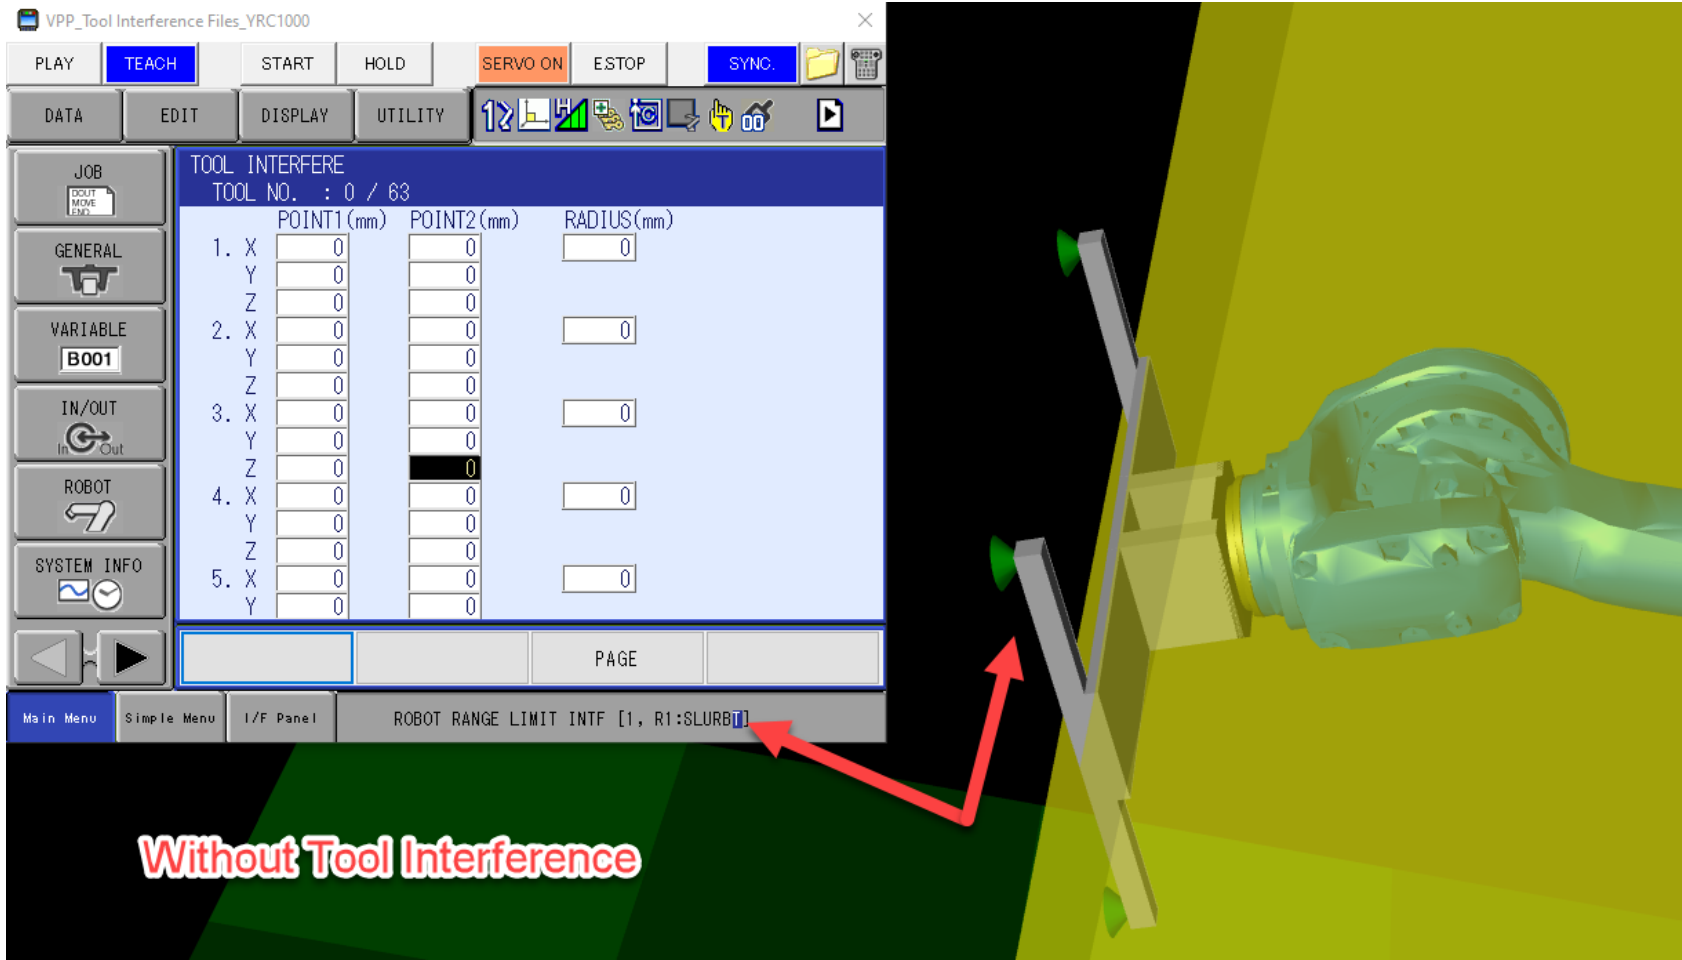 VPP_Tool Interference Files_YRC1000
PLAY TEACH START HOLD SERVO ON ESTOP SYNC.
DATA EDIT DISPLAY UTILITY
JOB
DOUT
MOVE
END
GENERAL
VARIABLE
B001
IN/OUT
In Out
ROBOT
SYSTEM INFO
TOOL INTERFERE
TOOL NO. : 0 / 63
POINT1(mm) POINT2(mm) RADIUS(mm)
1. X 0 0 0
Y 0 0
Z 0 0
2. X 0 0 0
Y 0 0
Z 0 0
3. X 0 0 0
Y 0 0
Z 0 0
4. X 0 0 0
Y 0 0
Z 0 0
5. X 0 0 0
Y 0 0
PAGE
Main Menu Simple Menu I/F Panel ROBOT RANGE LIMIT INTF [1, R1:SLURBT]
Without Tool Interference